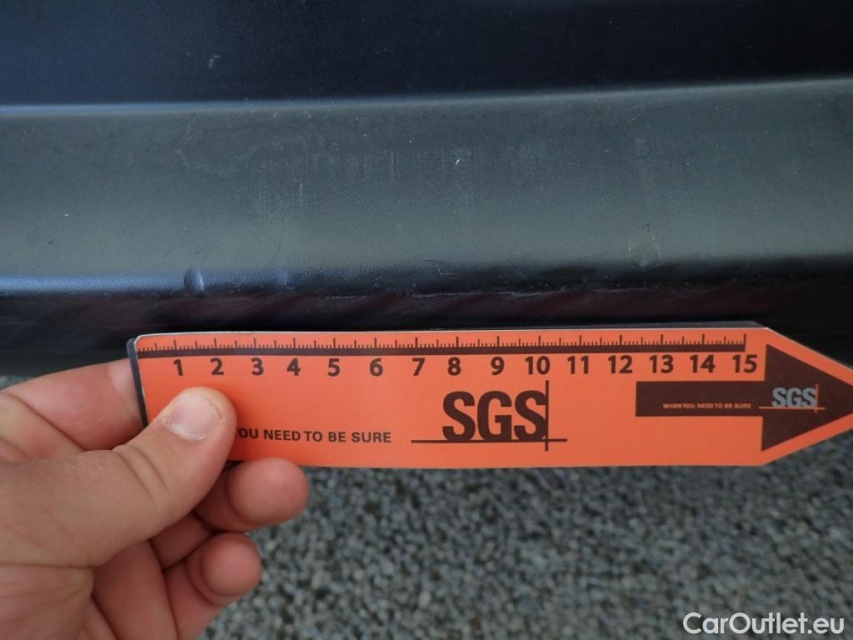 1 2 3 4 5 6 7 8 9 10 11 12 13 14 15
OU NEED TO BE SURE
SGS
WHEN YOU NEED TO BE SURE
SGS
CarOutlet.eu